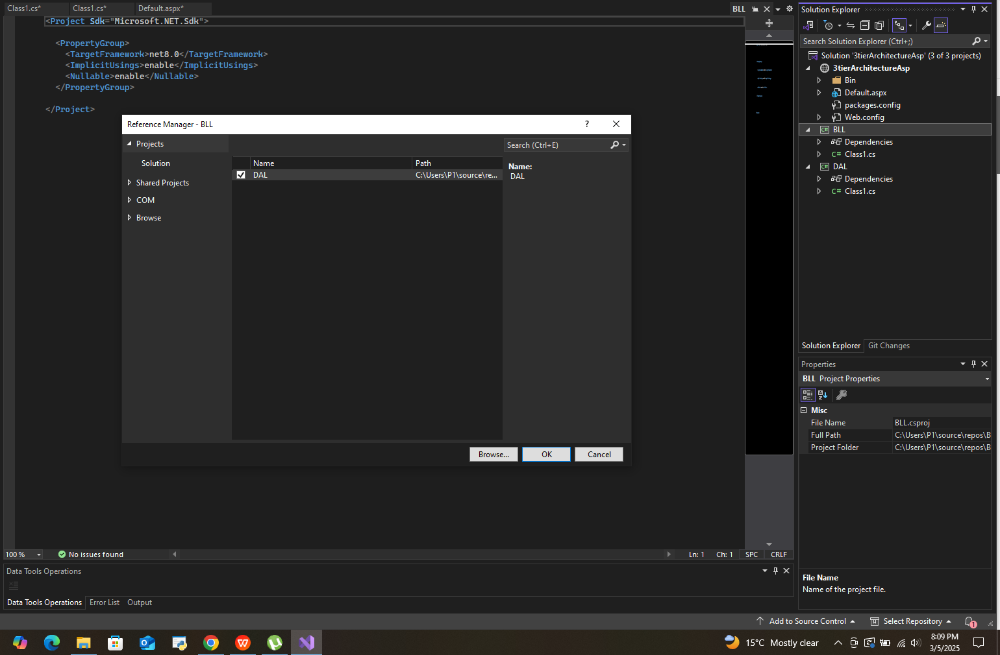 Class1.cs*
Class1.cs*
Default.aspx*
BLL
<Project Sdk="Microsoft.NET.Sdk">
<PropertyGroup>
<TargetFramework>net8.0</TargetFramework>
<ImplicitUsings>enable</ImplicitUsings>
<Nullable>enable</Nullable>
</PropertyGroup>
</Project>
Reference Manager - BLL
?
Projects
Solution
Shared Projects
COM
Browse
Search (Ctrl+E)
Name
Path
DAL
C:\Users\P1\source\re...
Name:
DAL
Browse...
OK
Cancel
100 %
No issues found
Ln: 1
Ch: 1
SPC
CRLF
Data Tools Operations
Data Tools Operations
Error List
Output
Solution Explorer
Search Solution Explorer (Ctrl+;)
Solution '3tierArchitectureAsp' (3 of 3 projects)
3tierArchitectureAsp
Bin
Default.aspx
packages.config
Web.config
C# BLL
Dependencies
C# Class1.cs
C# DAL
Dependencies
C# Class1.cs
Solution Explorer
Git Changes
Properties
BLL Project Properties
Misc
File Name
BLL.csproj
Full Path
C:\Users\P1\source\repos\B
Project Folder
C:\Users\P1\source\repos\B
File Name
Name of the project file.
Add to Source Control
Select Repository
1
15°C Mostly clear
8:09 PM
3/5/2025